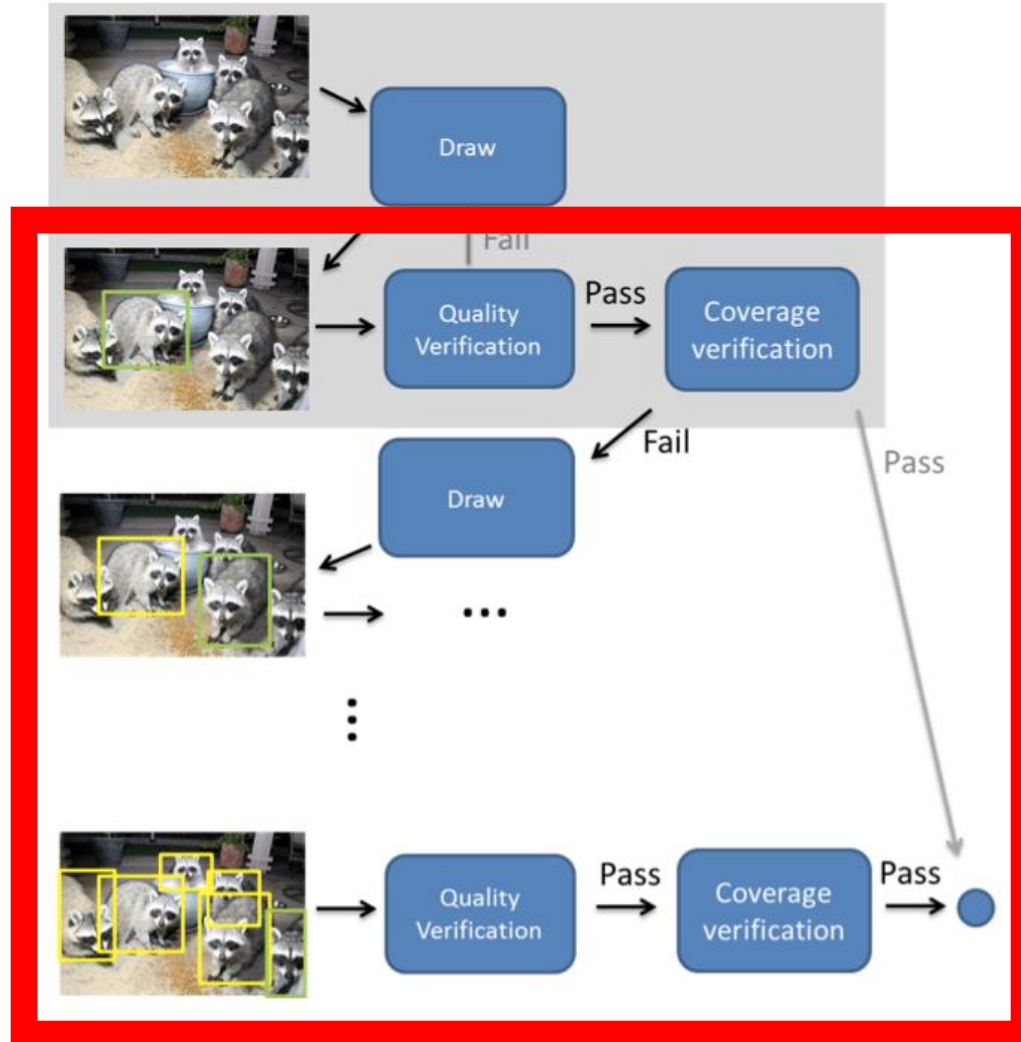 Draw
Fail
Quality
Verification
Pass
Coverage
verification
Fail
Pass
Draw
...
Quality
Verification
Pass
Coverage
verification
Pass